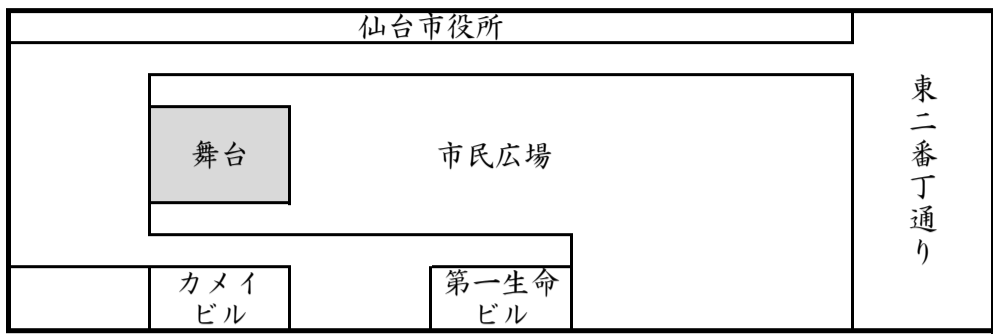 仙台市役所
舞台
市民広場
東二番丁通り
カメイ
ビル
第一生命
ビル